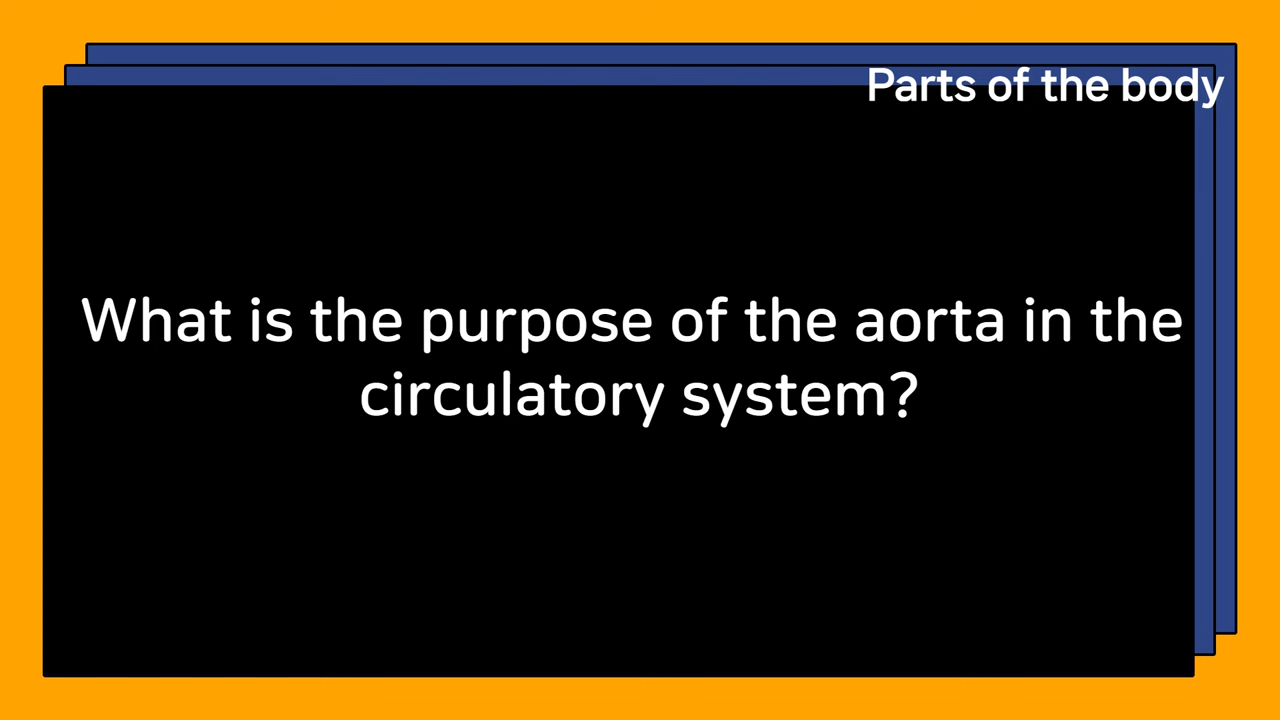 Parts of the body
What is the purpose of the aorta in the
circulatory system?